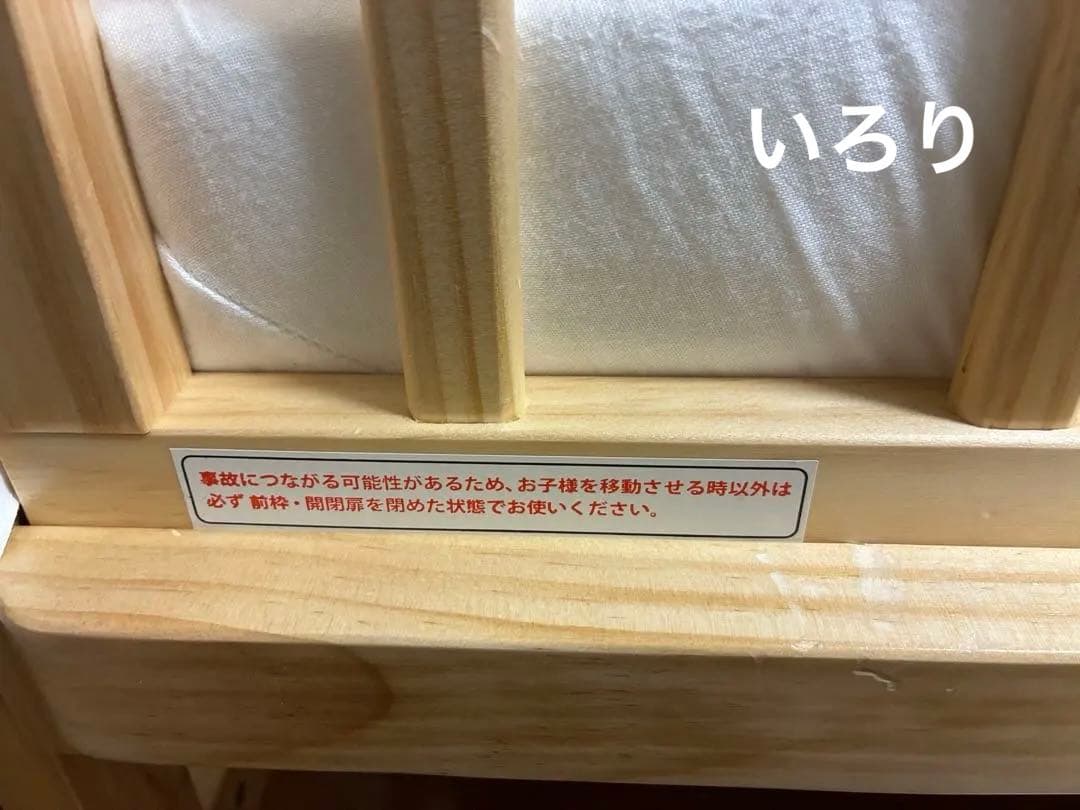 いろり
事故につながる可能性があるため、お子様を移動させる時以外は
必ず 前枠・開閉扉を閉めた状態でお使いください。